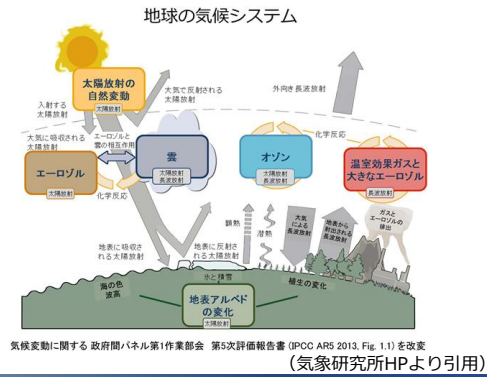 地球の気候システム
太陽放射の
自然変動
太陽放射
大気で反射される
太陽放射
外向き長波放射
入射する
太陽放射
大気に吸収される
太陽放射
エーロゾルと
雲の相互作用
化学反応
エーロゾル
太陽放射
雲
太陽放射
長波放射
オゾン
太陽放射
長波放射
温室効果ガスと
大きなエーロゾル
長波放射
化学反応
ガスと
エーロゾルの
排出
顕熱
潜熱
大気
による
長波放射
地表から
射出される
長波放射
地表に吸収さ
れる太陽放射
地表に反射さ
れる太陽放射
氷と積雪
海の色
波高
植生の変化
地表アルベド
の変化
太陽放射
気候変動に関する 政府間パネル第1作業部会 第5次評価報告書(IPCC AR5 2013, Fig. 1.1) を改変
(気象研究所HPより引用)